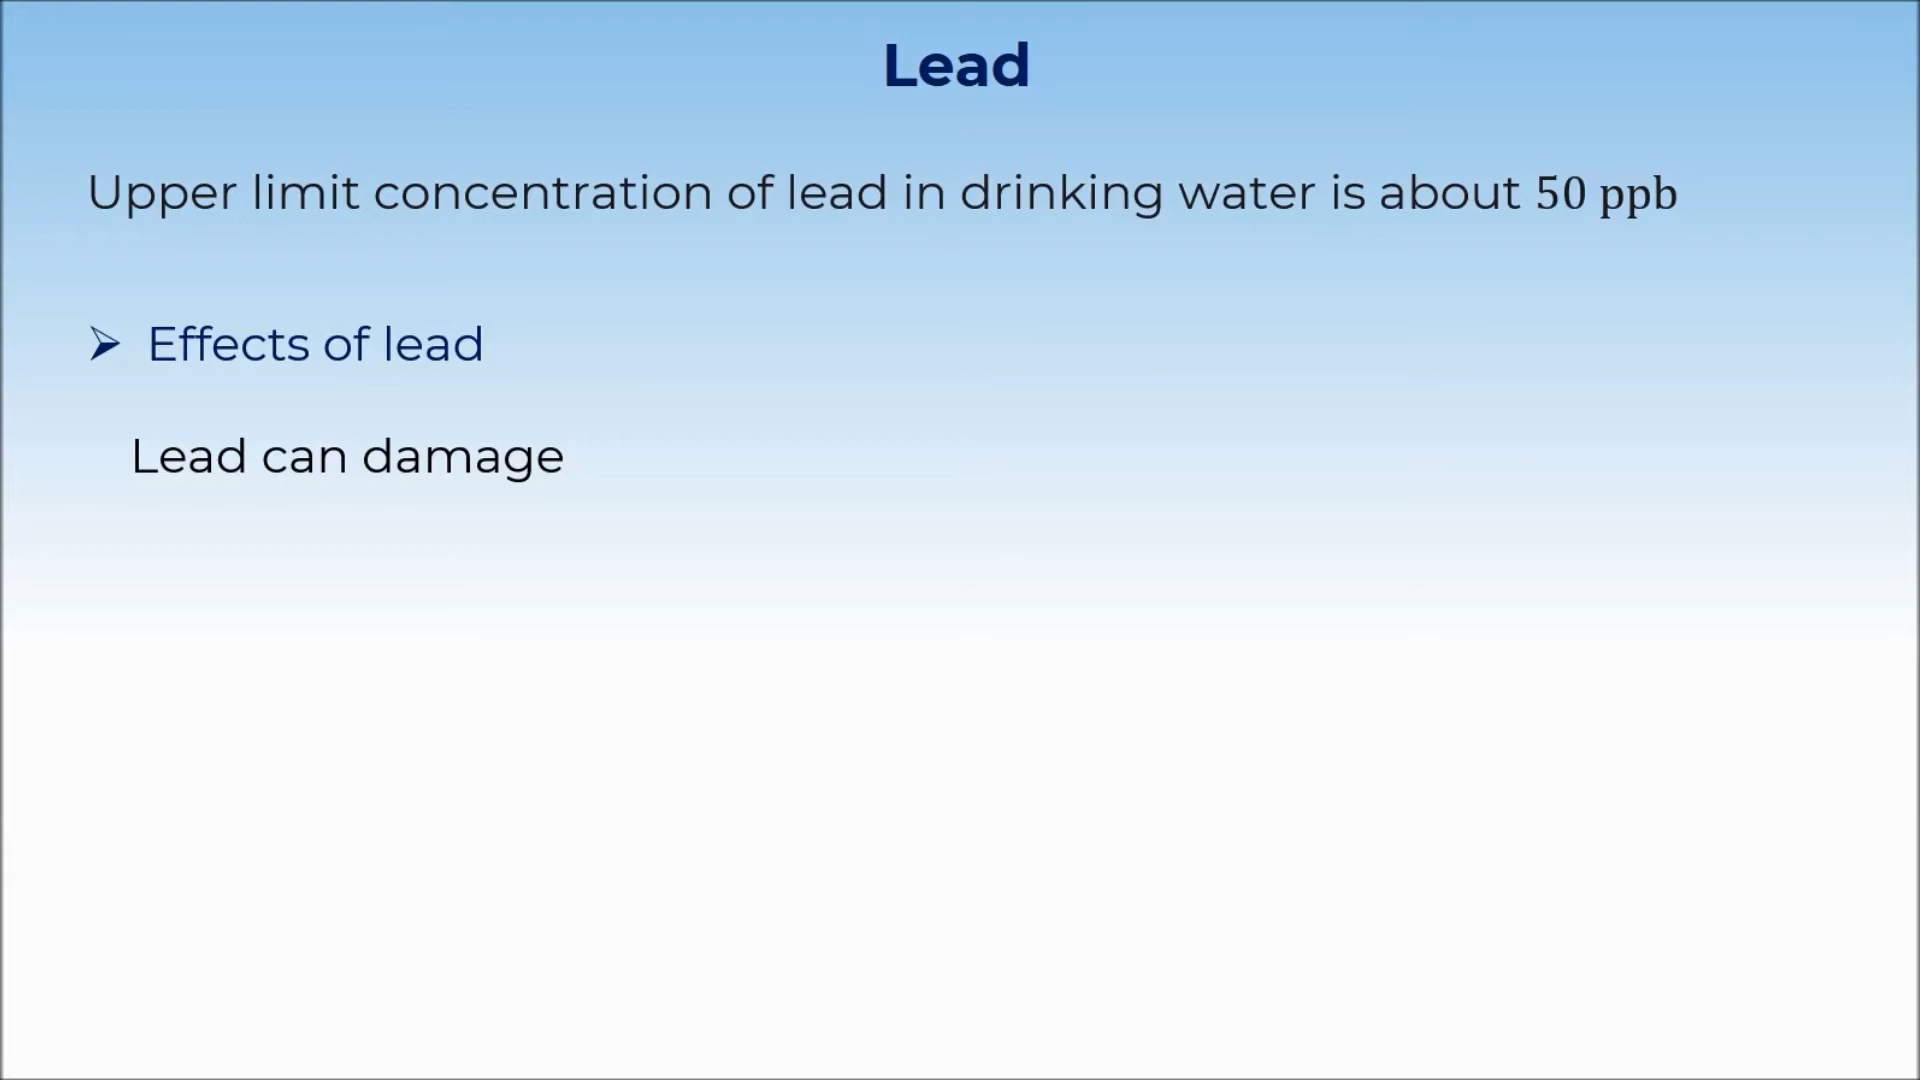 Lead
Upper limit concentration of lead in drinking water is about 50 ppb
➢ Effects of lead
Lead can damage